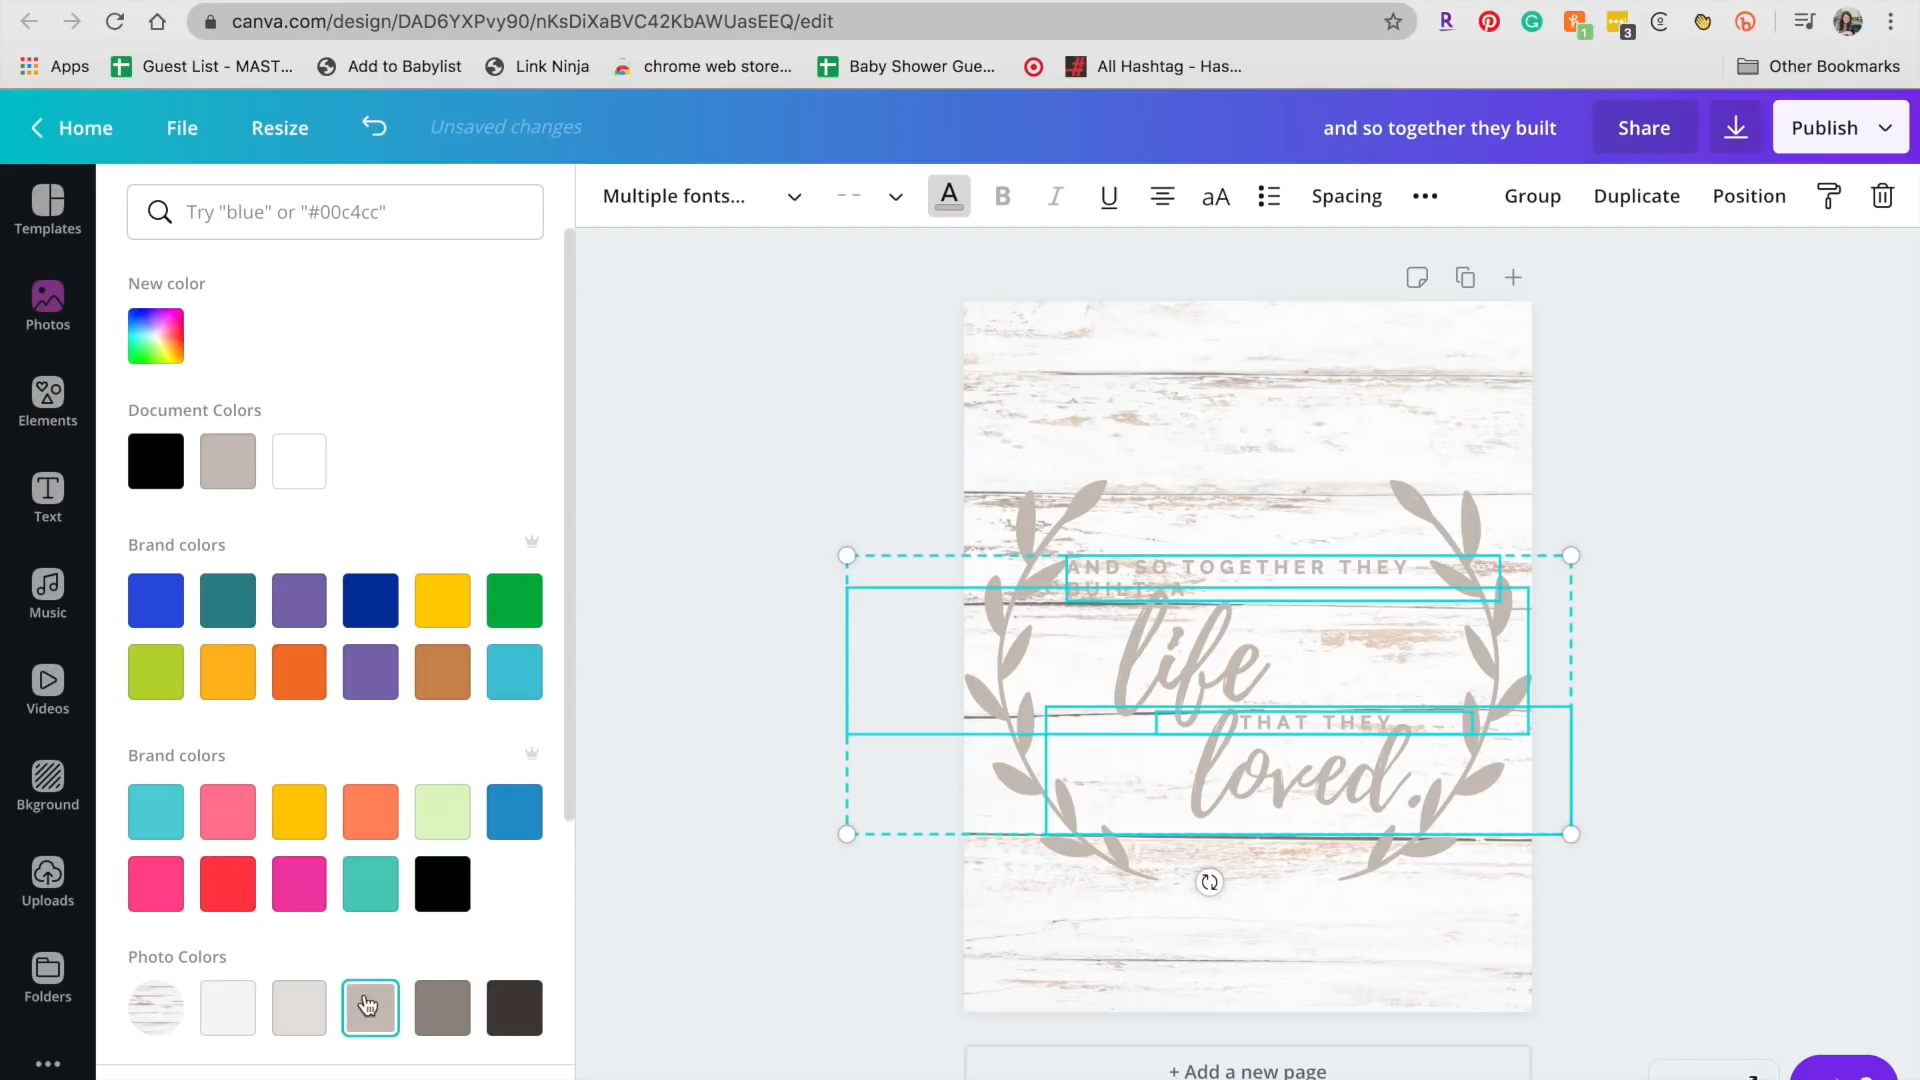 canva.com/design/DAD6YXPvy90/nKsDiXaBVC42KbAWUasEEQ/edit
1
3
Apps
Guest List - MAST...
Add to Babylist
Link Ninja
chrome web store...
Baby Shower Gue...
All Hashtag - Has...
Other Bookmarks
Home
File
Resize
Unsaved changes
and so together they built
Share
Publish
Templates
Photos
Elements
Text
Music
Videos
Bkground
Uploads
Folders
Try "blue" or "#00c4cc"
New color
Document Colors
Brand colors
Brand colors
Photo Colors
Multiple fonts...
- -
A
B
I
U
aA
Spacing
Group
Duplicate
Position
AND SO TOGETHER THEY
BUILT A
life
THAT THEY
loved.
+ Add a new page